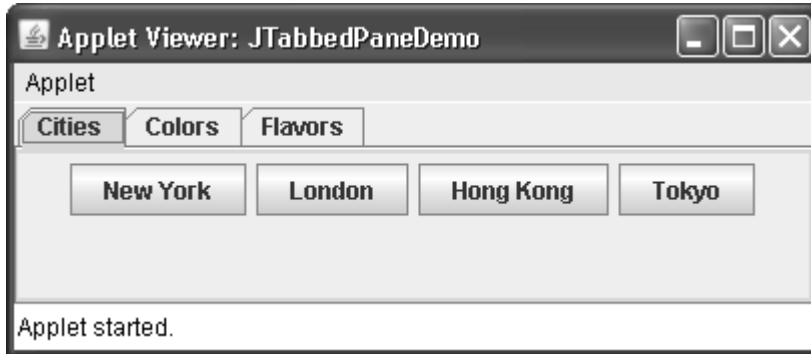 Applet Viewer: JTabbedPaneDemo
Applet
Cities Colors Flavors
New York London Hong Kong Tokyo
Applet started.